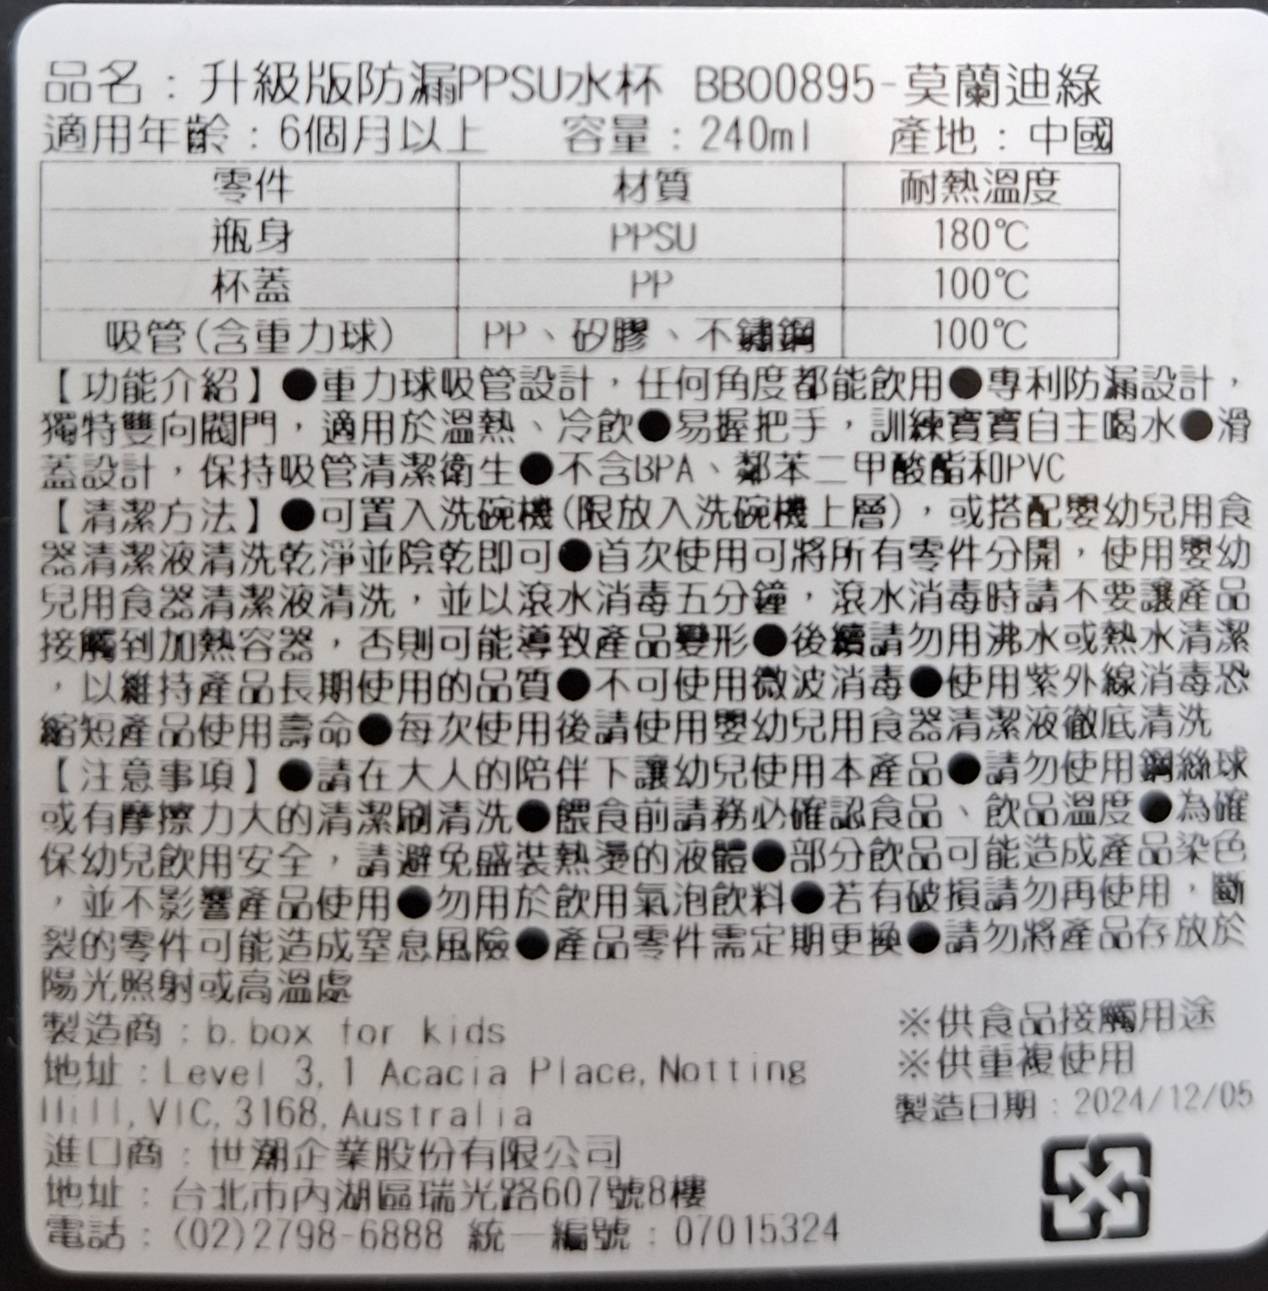 品名：升級版防漏PPSU水杯 BB00895-莫蘭迪綠
適用年齡：6個月以上 容量：240ml 產地：中國
零件 材質 耐熱溫度
瓶身 PPSU 180℃
杯蓋 PP 100℃
吸管(含重力球) PP、矽膠、不鏽鋼 100℃
【功能介紹】●重力球吸管設計，任何角度都能飲用●專利防漏設計，
獨特雙向閥門，適用於溫熱、冷飲●易握把手，訓練寶寶自主喝水●滑
蓋設計，保持吸管清潔衛生●不含BPA、鄰苯二甲酸酯和PVC
【清潔方法】●可置入洗碗機(限放入洗碗機上層)，或搭配嬰幼兒用食
器清潔液清洗乾淨並陰乾即可●首次使用可將所有零件分開，使用嬰幼
兒用食器清潔液清洗，並以滾水消毒五分鐘，滾水消毒時請不要讓產品
接觸到加熱容器，否則可能導致產品變形●後續請勿用沸水或熱水清潔
，以維持產品長期使用的品質●不可使用微波消毒●使用紫外線消毒恐
縮短產品使用壽命●每次使用後請使用嬰幼兒用食器清潔液徹底清洗
【注意事項】●請在大人的陪伴下讓幼兒使用本產品●請勿使用鋼絲球
或有摩擦力大的清潔刷清洗●餵食前請務必確認食品、飲品溫度●為確
保幼兒飲用安全，請避免盛裝熱燙的液體●部分飲品可能造成產品染色
，並不影響產品使用●勿用於飲用氣泡飲料●若有破損請勿再使用，斷
裂的零件可能造成窒息風險●產品零件需定期更換●請勿將產品存放於
陽光照射或高溫處
製造商：b.box for kids
地址：Level 3, 1 Acacia Place, Notting
Hill, VIC, 3168, Australia
進口商：世潮企業股份有限公司
地址：台北市內湖區瑞光路607號8樓
電話：(02)2798-6888 統一編號：07015324
※供食品接觸用途
※供重複使用
製造日期：2024/12/05